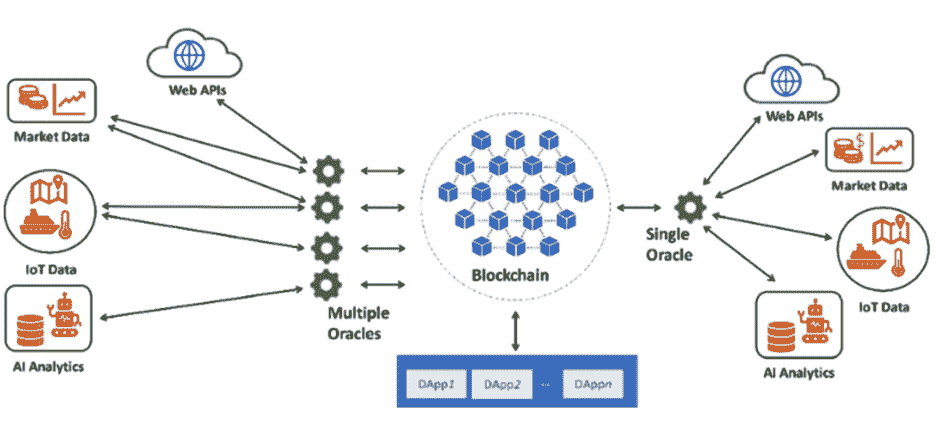 Web APIs
Market Data
IoT Data
AI Analytics
Multiple
Oracles
Blockchain
DApp1 DApp2 ... DAppn
Single
Oracle
Web APIs
$
Market Data
IoT Data
AI Analytics